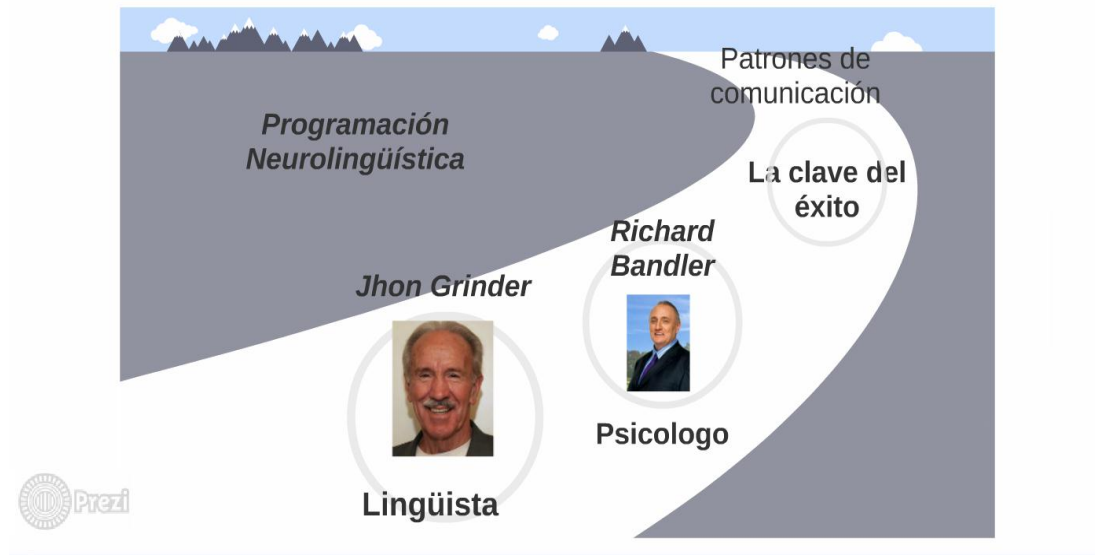 Patrones de
comunicación
Programación
Neurolingüística
La clave del
éxito
Richard
Bandler
Jhon Grinder
Psicologo
Lingüista
Prezi